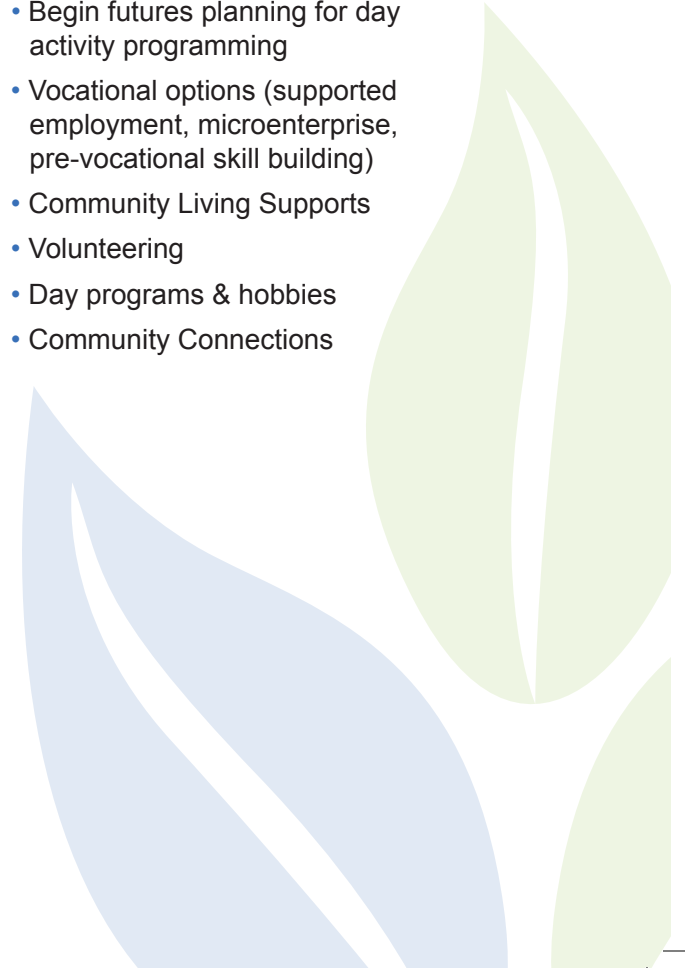 • Begin futures planning for day
activity programming
• Vocational options (supported
employment, microenterprise,
pre-vocational skill building)
• Community Living Supports
• Volunteering
• Day programs & hobbies
• Community Connections